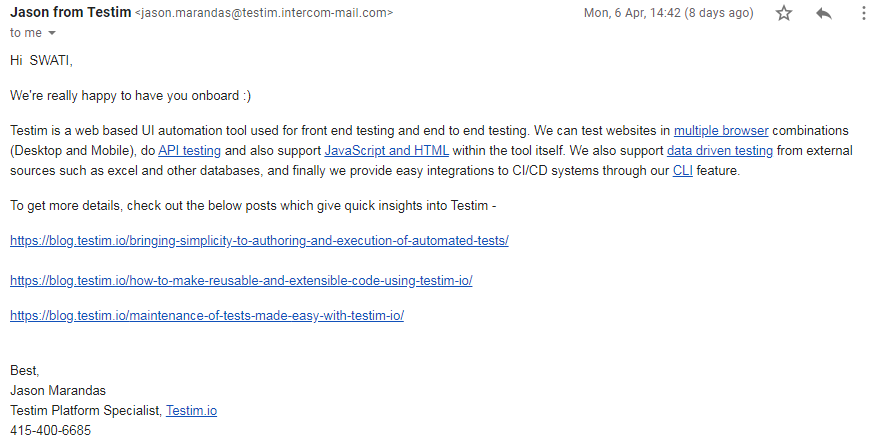 Jason from Testim <jason.marandas@testim.intercom-mail.com> Mon, 6 Apr, 14:42 (8 days ago)
to me
Hi  SWATI,
We're really happy to have you onboard :)
Testim is a web based UI automation tool used for front end testing and end to end testing. We can test websites in multiple browser combinations
(Desktop and Mobile), do API testing and also support JavaScript and HTML within the tool itself. We also support data driven testing from external
sources such as excel and other databases, and finally we provide easy integrations to CI/CD systems through our CLI feature.
To get more details, check out the below posts which give quick insights into Testim -
https://blog.testim.io/bringing-simplicity-to-authoring-and-execution-of-automated-tests/
https://blog.testim.io/how-to-make-reusable-and-extensible-code-using-testim-io/
https://blog.testim.io/maintenance-of-tests-made-easy-with-testim-io/
Best,
Jason Marandas
Testim Platform Specialist, Testim.io
415-400-6685